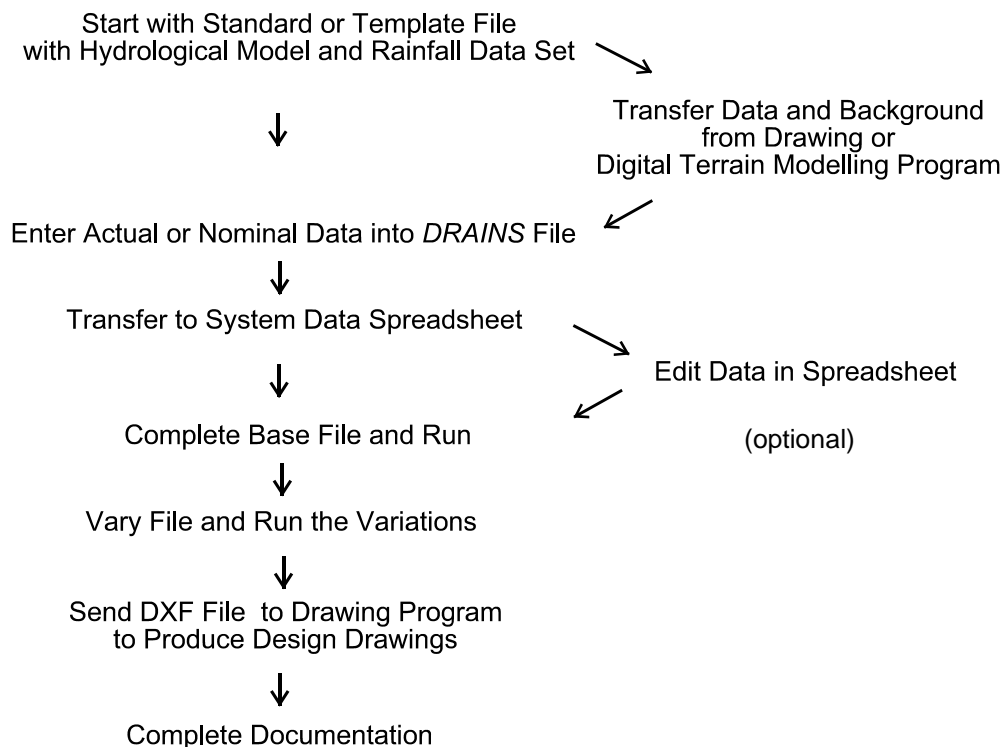 Start with Standard or Template File
with Hydrological Model and Rainfall Data Set
Transfer Data and Background
from Drawing or
Digital Terrain Modelling Program
Enter Actual or Nominal Data into DRAINS File
Transfer to System Data Spreadsheet
Edit Data in Spreadsheet
(optional)
Complete Base File and Run
Vary File and Run the Variations
Send DXF File to Drawing Program
to Produce Design Drawings
Complete Documentation